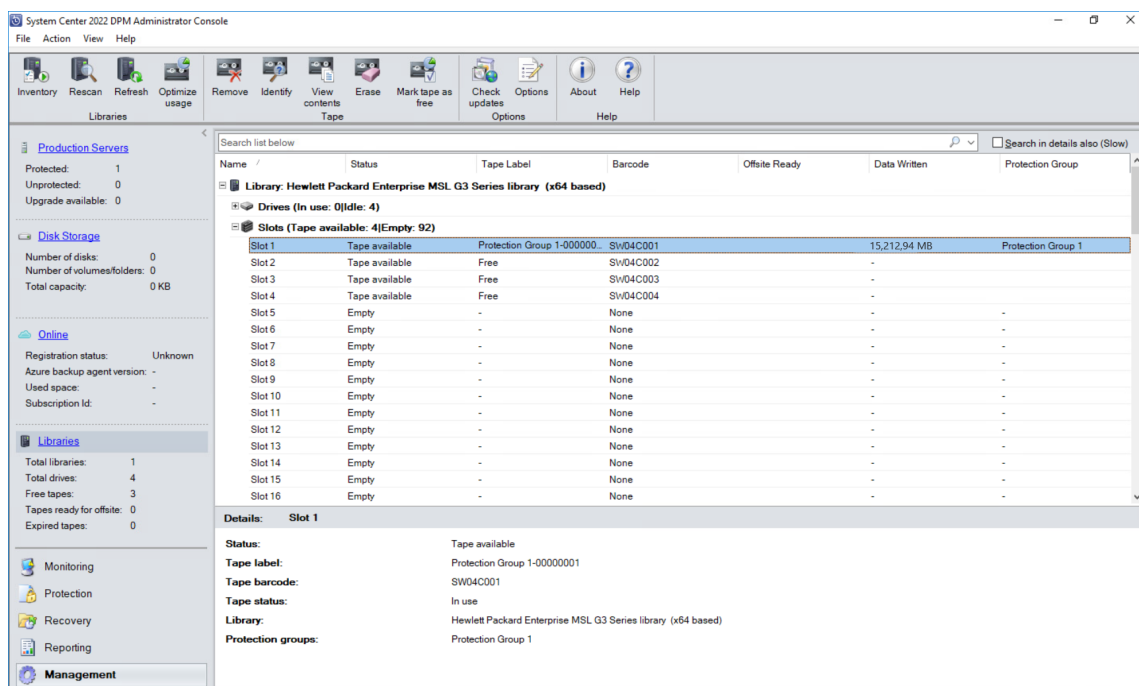 System Center 2022 DPM Administrator Console
File Action View Help
Inventory Rescan Refresh Optimize usage Remove Identify View contents Erase Mark tape as free Check updates Options About Help
Libraries Tape Options Help
Production Servers
Protected: 1
Unprotected: 0
Upgrade available: 0
Disk Storage
Number of disks: 0
Number of volumes/folders: 0
Total capacity: 0 KB
Online
Registration status: Unknown
Azure backup agent version: -
Used space: -
Subscription Id: -
Libraries
Total libraries: 1
Total drives: 4
Free tapes: 3
Tapes ready for offsite: 0
Expired tapes: 0
Monitoring
Protection
Recovery
Reporting
Management
Search list below Search in details also (Slow)
Name Status Tape Label Barcode Offsite Ready Data Written Protection Group
Library: Hewlett Packard Enterprise MSL G3 Series library (x64 based)
Drives (In use: 0|Idle: 4)
Slots (Tape available: 4|Empty: 92)
Slot 1 Tape available Protection Group 1-000000... SW04C001 15,212,94 MB Protection Group 1
Slot 2 Tape available Free SW04C002 -
Slot 3 Tape available Free SW04C003 -
Slot 4 Tape available Free SW04C004 -
Slot 5 Empty - None - -
Slot 6 Empty - None - -
Slot 7 Empty - None - -
Slot 8 Empty - None - -
Slot 9 Empty - None - -
Slot 10 Empty - None - -
Slot 11 Empty - None - -
Slot 12 Empty - None - -
Slot 13 Empty - None - -
Slot 14 Empty - None - -
Slot 15 Empty - None - -
Slot 16 Empty - None - -
Details: Slot 1
Status: Tape available
Tape label: Protection Group 1-00000001
Tape barcode: SW04C001
Tape status: In use
Library: Hewlett Packard Enterprise MSL G3 Series library (x64 based)
Protection groups: Protection Group 1